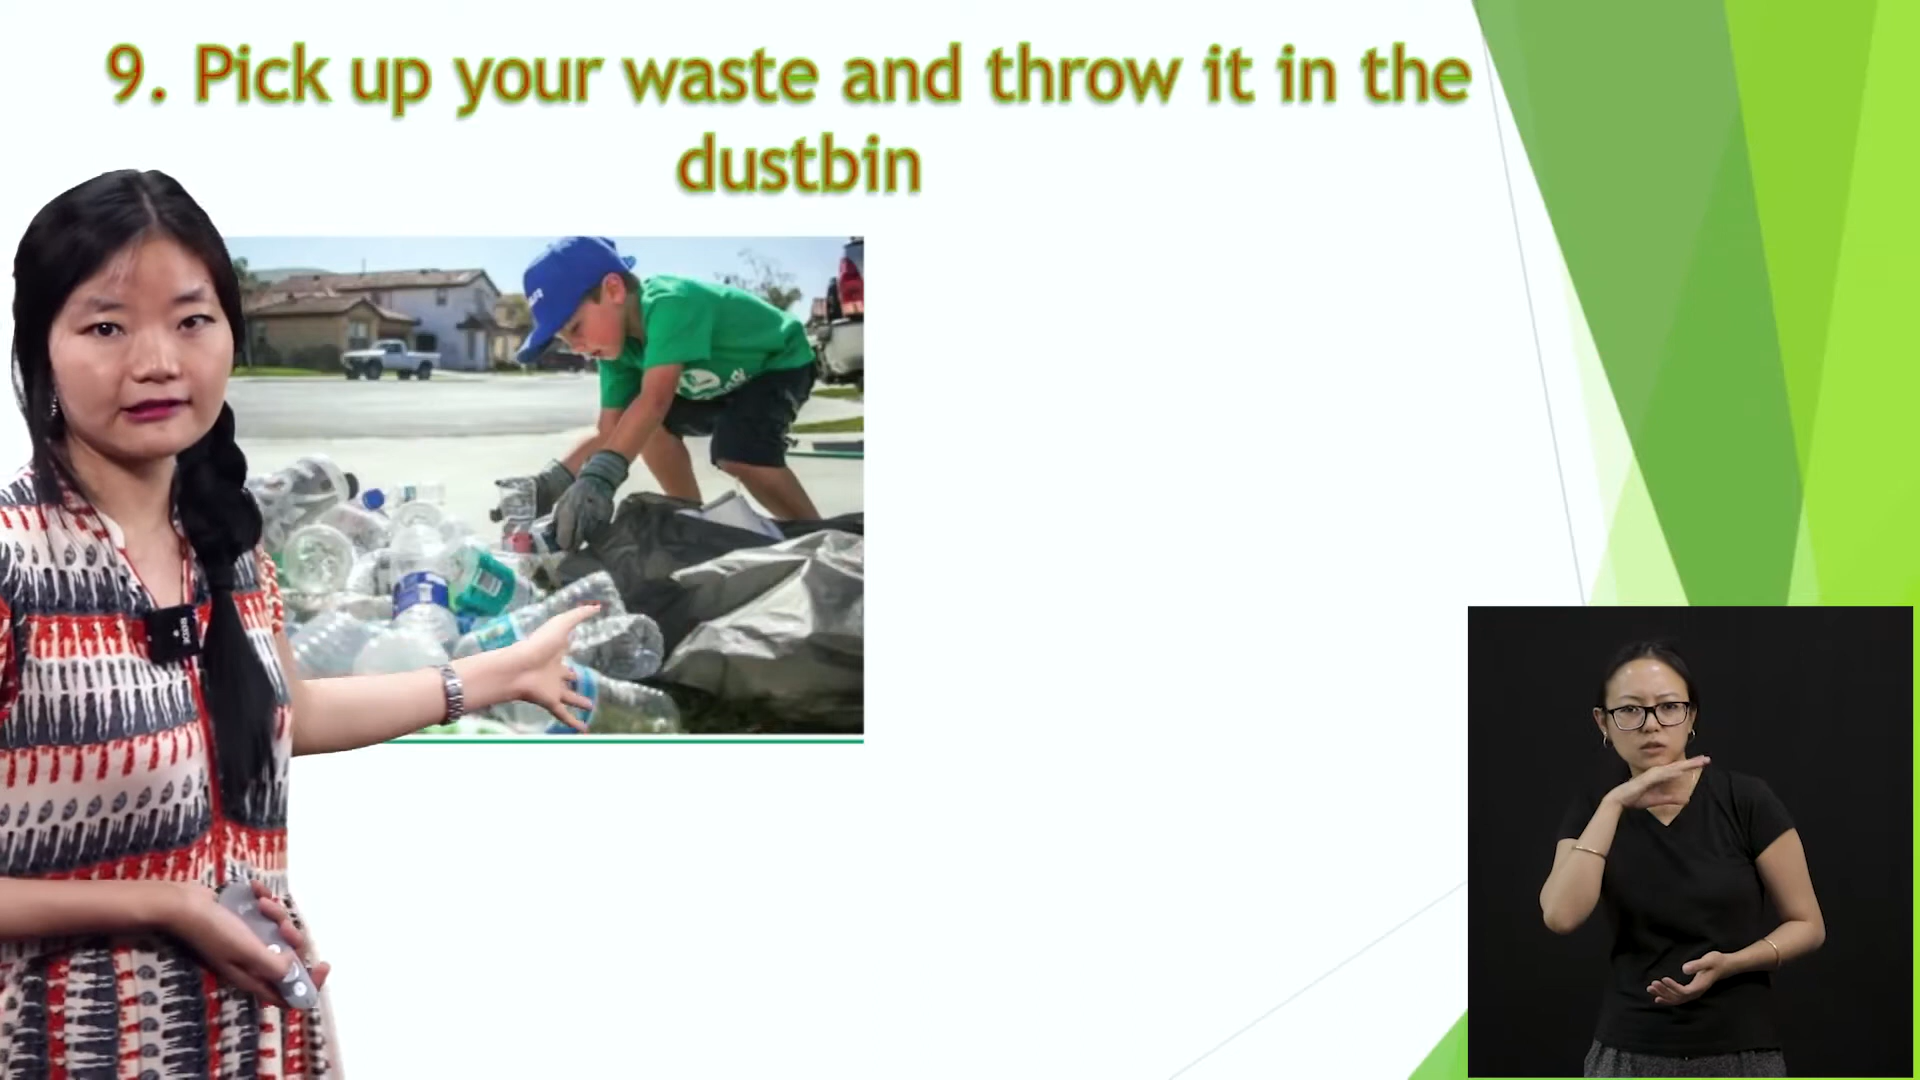 9. Pick up your waste and throw it in the
dustbin